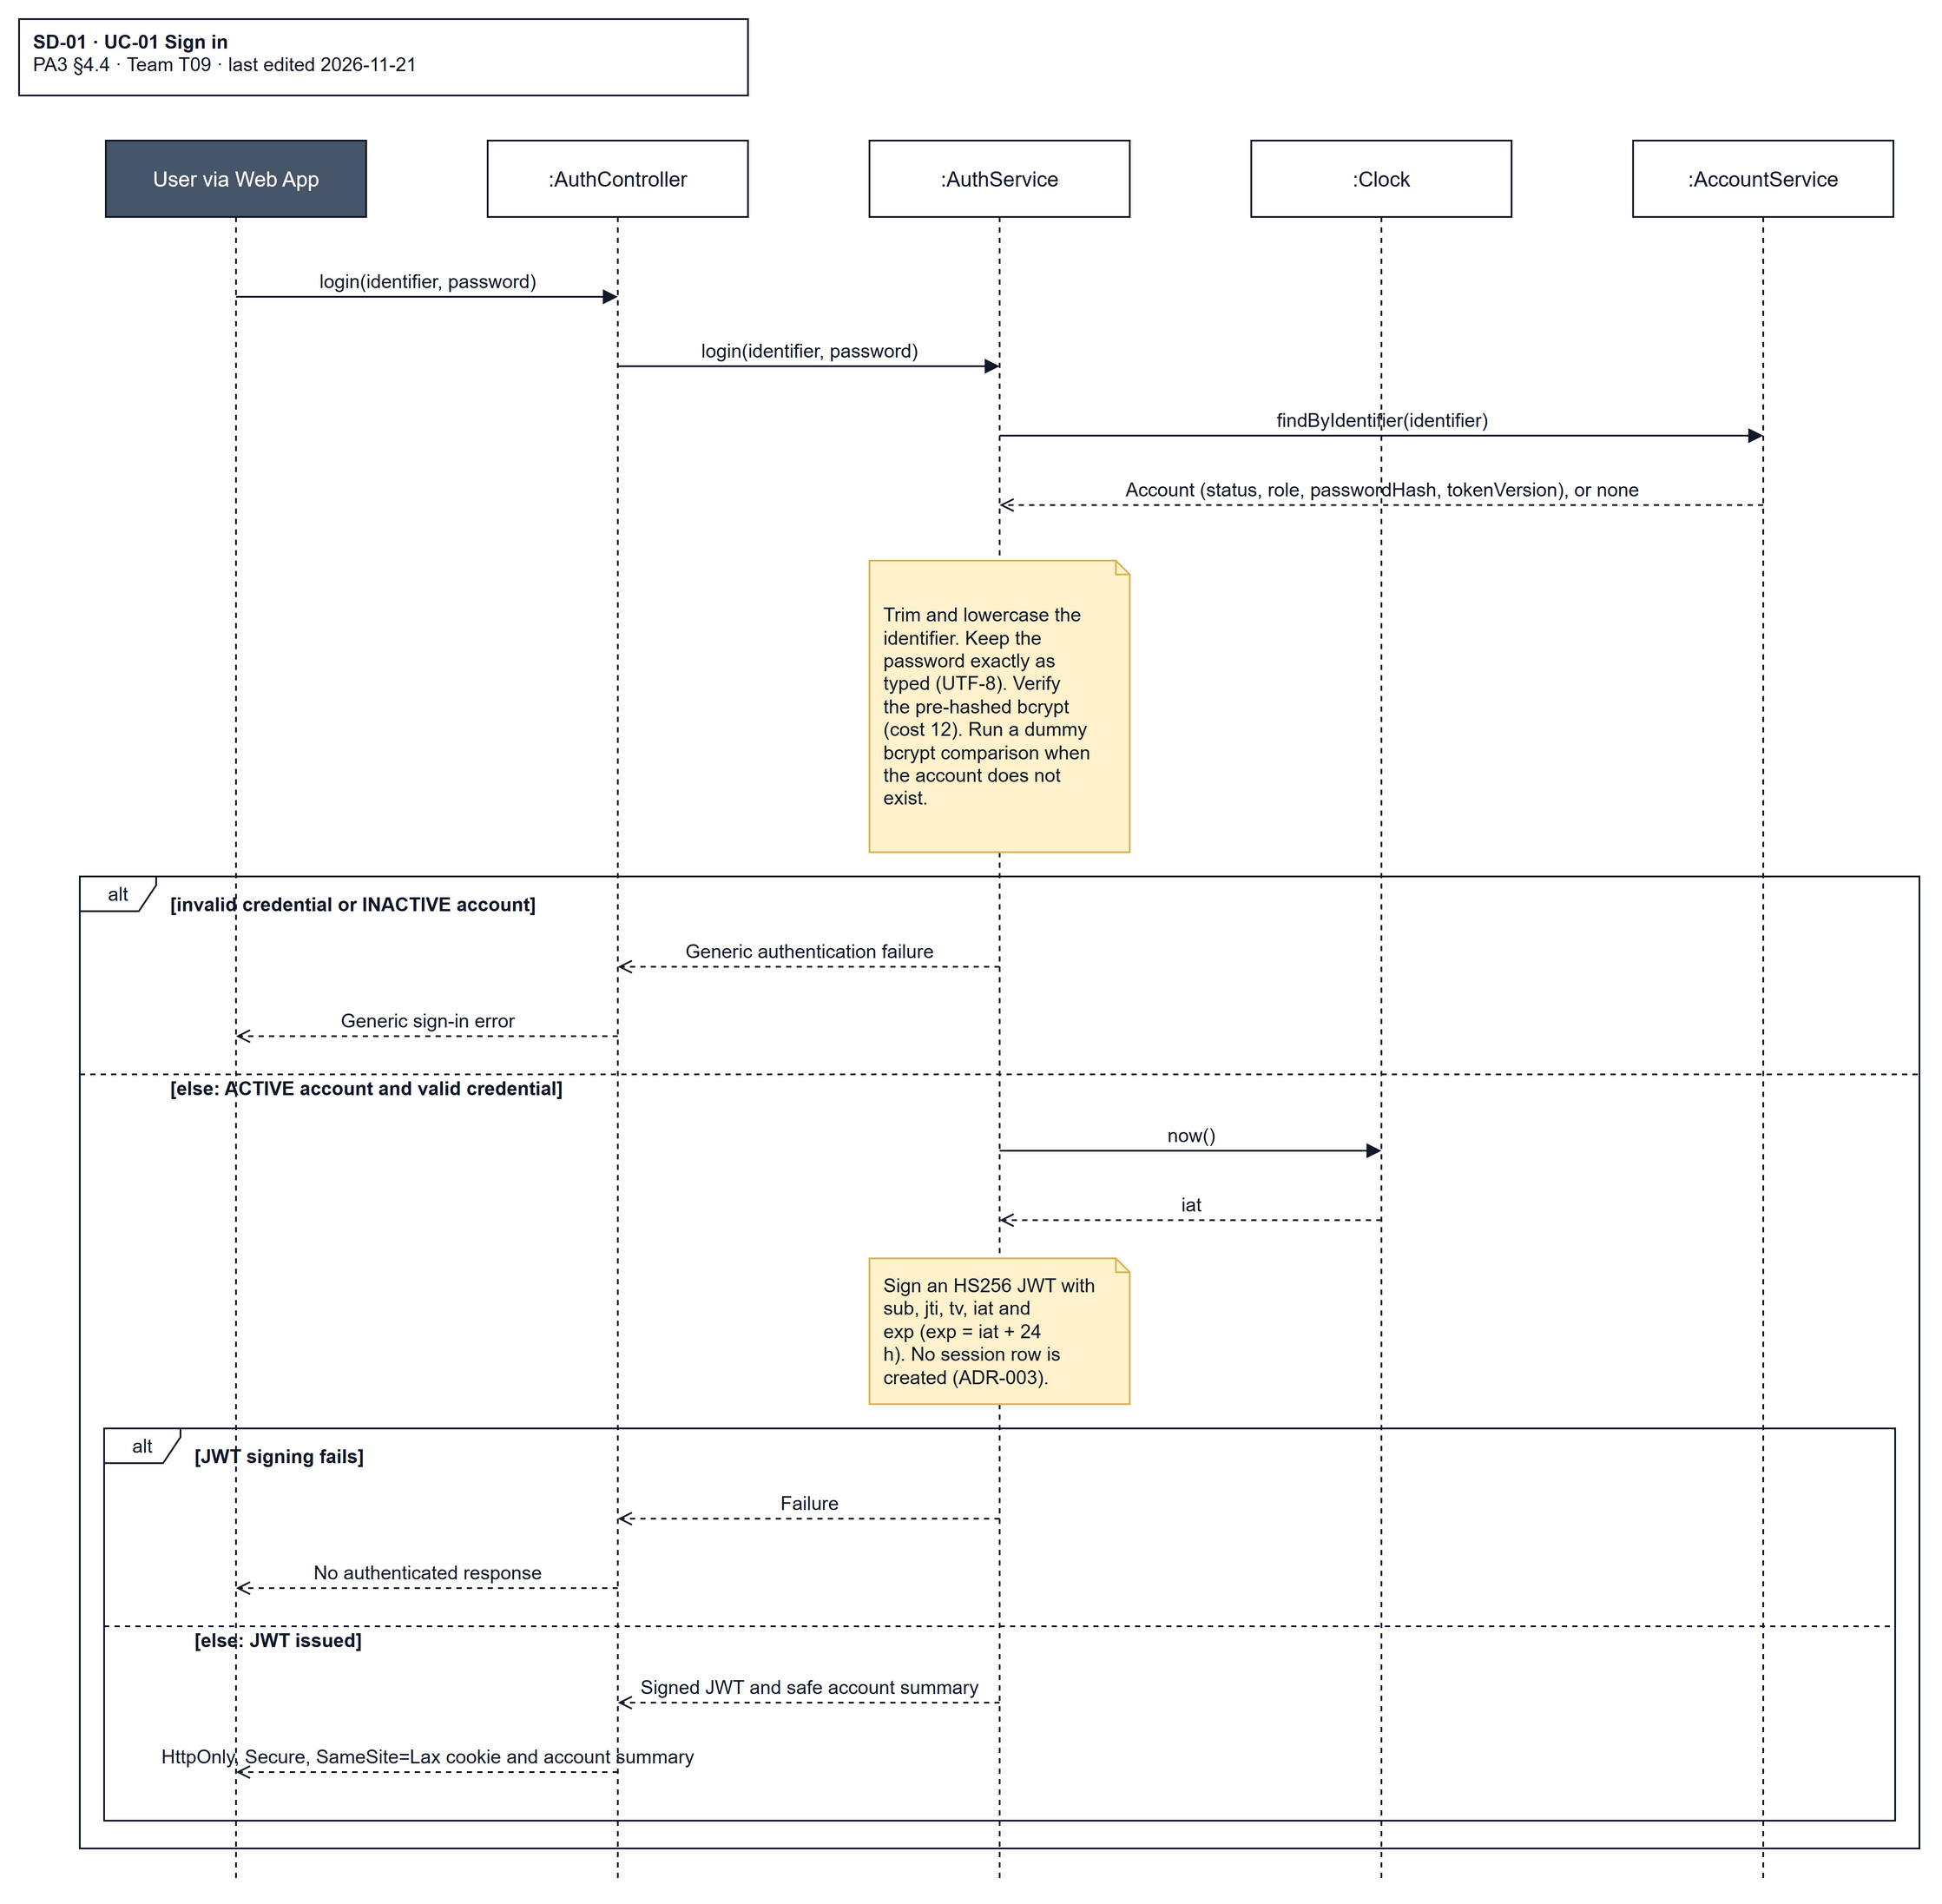 SD-01 · UC-01 Sign in
PA3 §4.4 · Team T09 · last edited 2026-11-21
User via Web App
:AuthController
:AuthService
:Clock
:AccountService
login(identifier, password)
login(identifier, password)
findByIdentifier(identifier)
Account (status, role, passwordHash, tokenVersion), or none
Trim and lowercase the
identifier. Keep the
password exactly as
typed (UTF-8). Verify
the pre-hashed bcrypt
(cost 12). Run a dummy
bcrypt comparison when
the account does not
exist.
alt
[invalid credential or INACTIVE account]
Generic authentication failure
Generic sign-in error
[else: ACTIVE account and valid credential]
now()
iat
Sign an HS256 JWT with
sub, jti, tv, iat and
exp (exp = iat + 24
h). No session row is
created (ADR-003).
alt
[JWT signing fails]
Failure
No authenticated response
[else: JWT issued]
Signed JWT and safe account summary
HttpOnly, Secure, SameSite=Lax cookie and account summary